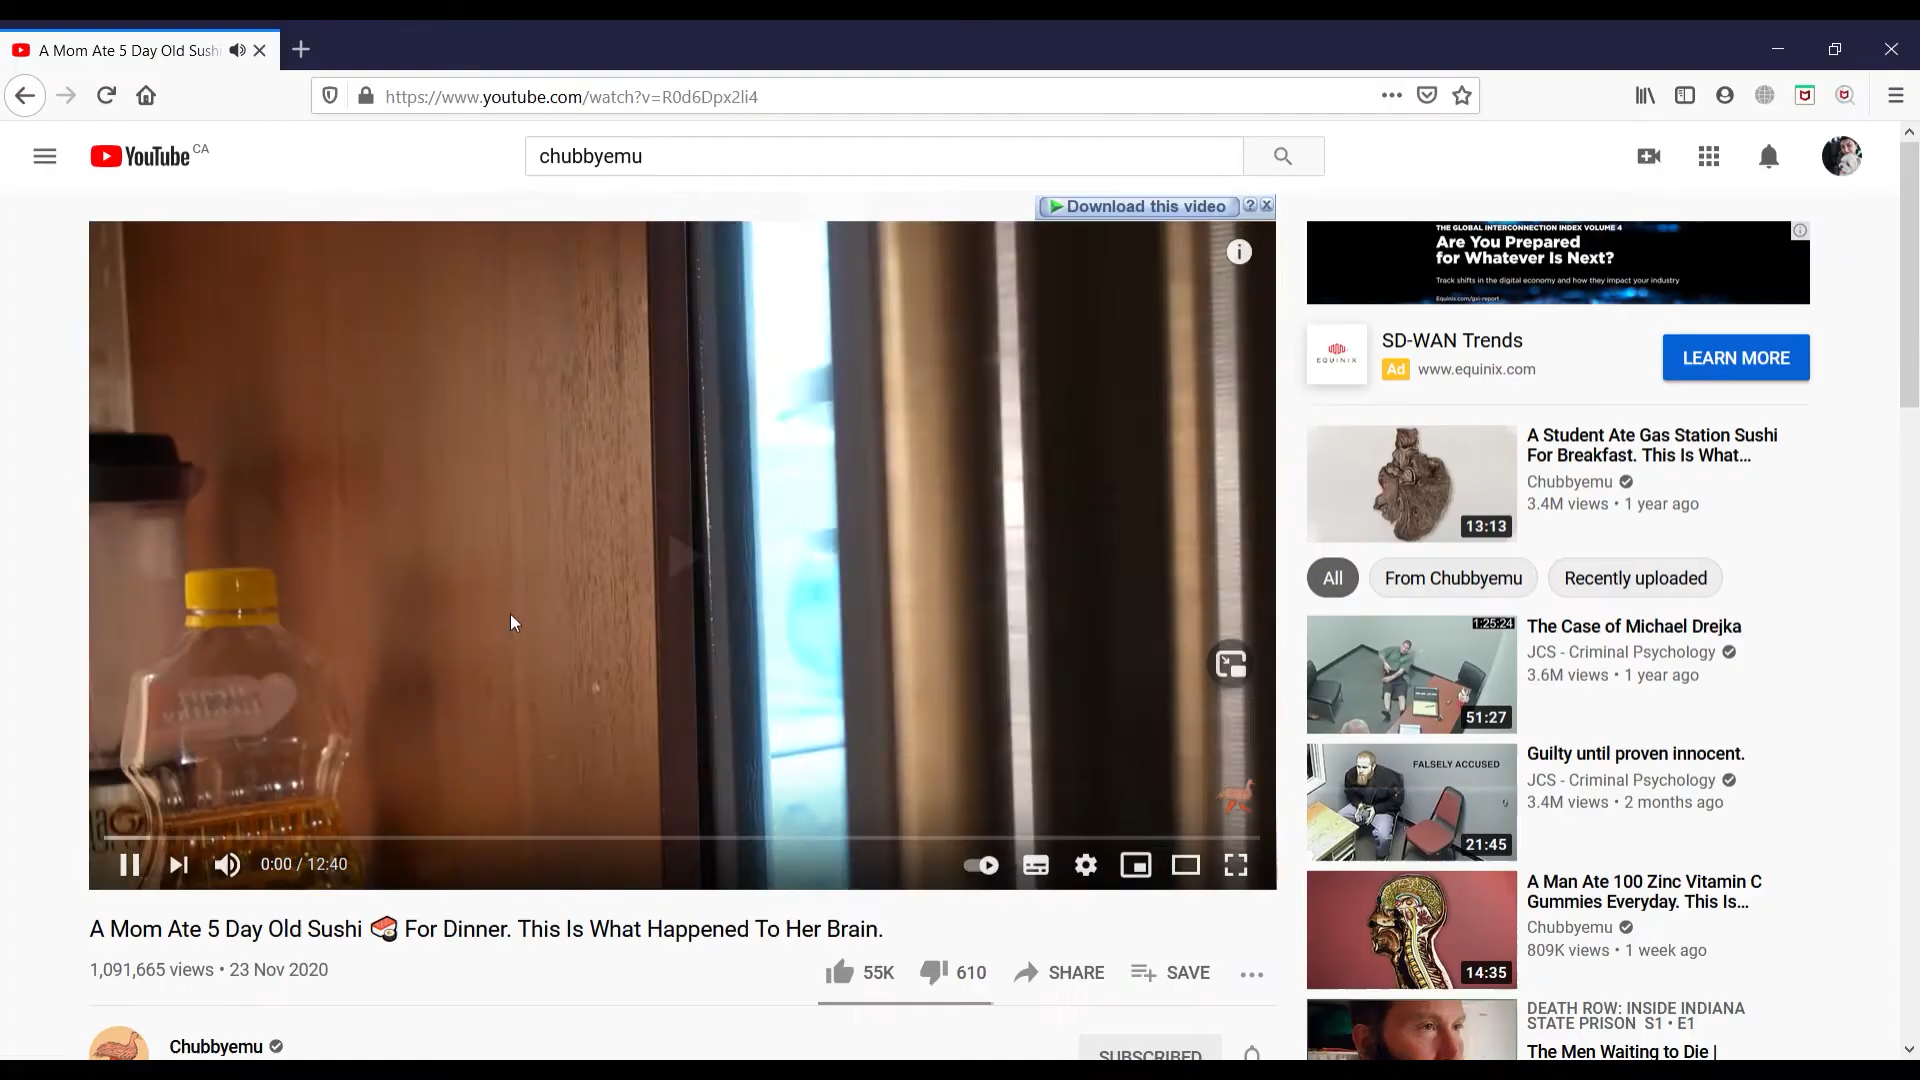 A Mom Ate 5 Day Old Sushi
https://www.youtube.com/watch?v=R0d6Dpx2li4
YouTube CA
chubbyemu
Download this video
THE GLOBAL INTERCONNECTION INDEX VOLUME 4
Are You Prepared
for Whatever Is Next?
Track shifts in the digital economy and how they impact your industry
Equinix.com/gxi-report
EQUINIX
SD-WAN Trends
Ad www.equinix.com
LEARN MORE
A Student Ate Gas Station Sushi
For Breakfast. This Is What...
Chubbyemu
3.4M views • 1 year ago
13:13
All
From Chubbyemu
Recently uploaded
1:25:24
The Case of Michael Drejka
JCS - Criminal Psychology
3.6M views • 1 year ago
51:27
FALSELY ACCUSED
Guilty until proven innocent.
JCS - Criminal Psychology
3.4M views • 2 months ago
21:45
A Man Ate 100 Zinc Vitamin C
Gummies Everyday. This Is...
Chubbyemu
809K views • 1 week ago
14:35
DEATH ROW: INSIDE INDIANA
STATE PRISON S1 • E1
The Men Waiting to Die |
0:00 / 12:40
A Mom Ate 5 Day Old Sushi 🍣 For Dinner. This Is What Happened To Her Brain.
1,091,665 views • 23 Nov 2020
55K
610
SHARE
SAVE
Chubbyemu
SUBSCRIBED